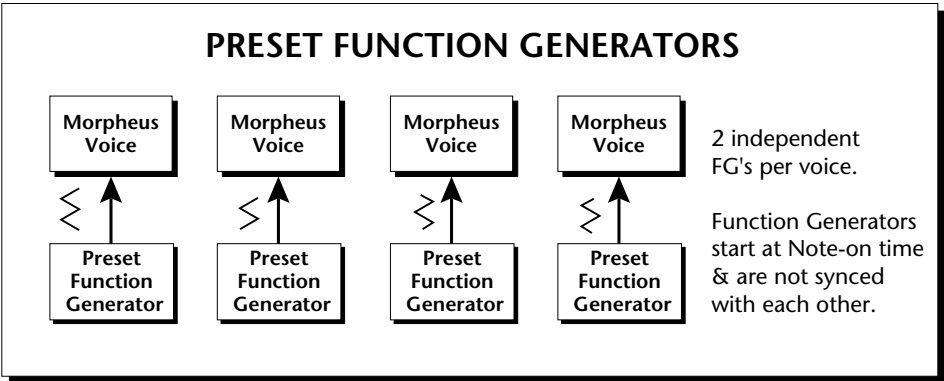 PRESET FUNCTION GENERATORS
Morpheus
Voice
Morpheus
Voice
Morpheus
Voice
Morpheus
Voice
2 independent
FG's per voice.
Function Generators
start at Note-on time
& are not synced
with each other.
Preset
Function
Generator
Preset
Function
Generator
Preset
Function
Generator
Preset
Function
Generator